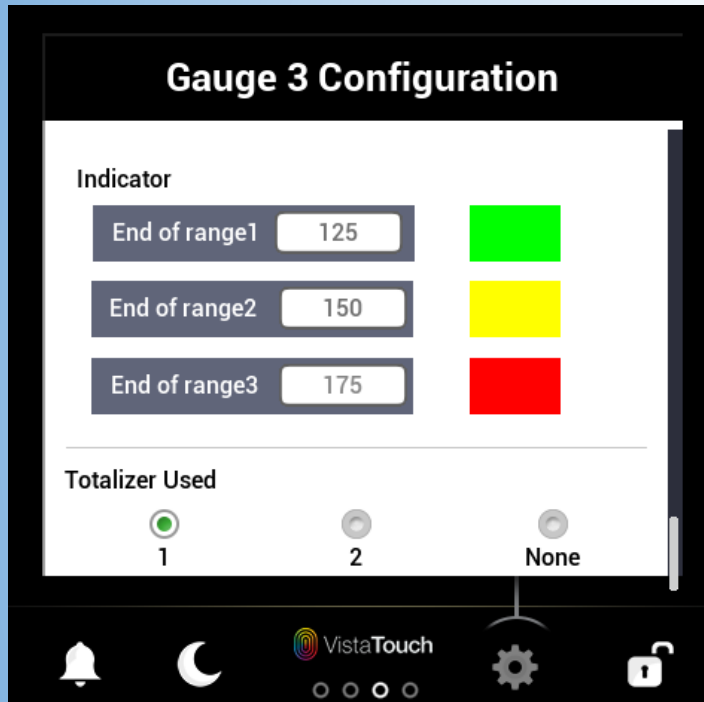 Gauge 3 Configuration
Indicator
End of range1 125
End of range2 150
End of range3 175
Totalizer Used
1 2 None
VistaTouch